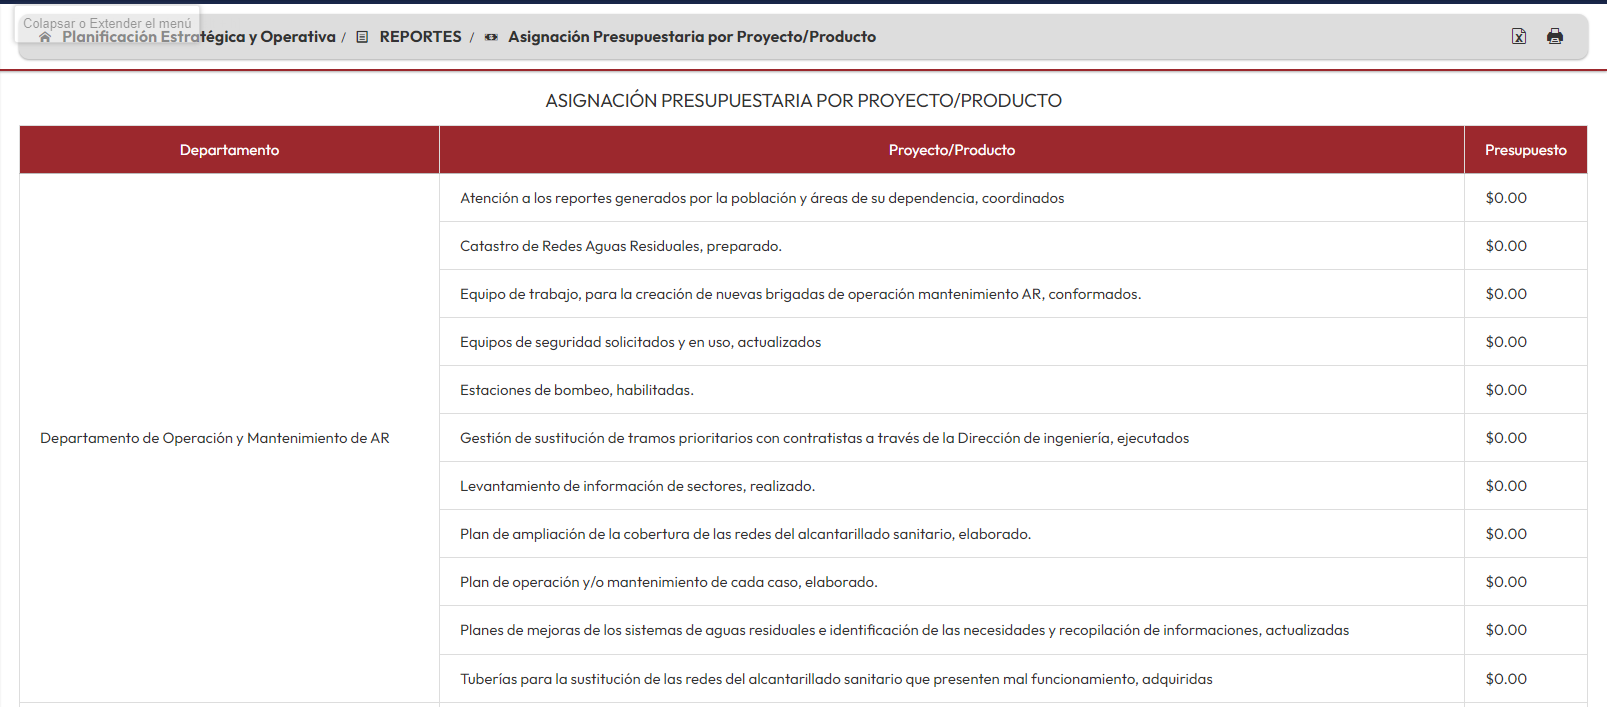 Colapsar o Extender el menú
Planificación Estratégica y Operativa / REPORTES / Asignación Presupuestaria por Proyecto/Producto
ASIGNACIÓN PRESUPUESTARIA POR PROYECTO/PRODUCTO
Departamento Proyecto/Producto Presupuesto
Atención a los reportes generados por la población y áreas de su dependencia, coordinados $0.00
Catastro de Redes Aguas Residuales, preparado. $0.00
Equipo de trabajo, para la creación de nuevas brigadas de operación mantenimiento AR, conformados. $0.00
Equipos de seguridad solicitados y en uso, actualizados $0.00
Estaciones de bombeo, habilitadas. $0.00
Departamento de Operación y Mantenimiento de AR Gestión de sustitución de tramos prioritarios con contratistas a través de la Dirección de ingeniería, ejecutados $0.00
Levantamiento de información de sectores, realizado. $0.00
Plan de ampliación de la cobertura de las redes del alcantarillado sanitario, elaborado. $0.00
Plan de operación y/o mantenimiento de cada caso, elaborado. $0.00
Planes de mejoras de los sistemas de aguas residuales e identificación de las necesidades y recopilación de informaciones, actualizadas $0.00
Tuberías para la sustitución de las redes del alcantarillado sanitario que presenten mal funcionamiento, adquiridas $0.00